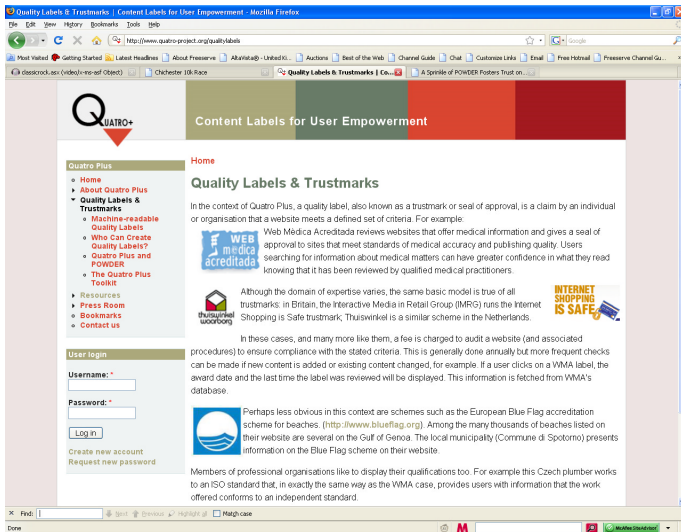 Quality Labels & Trustmarks | Content Labels for User Empowerment - Mozilla Firefox
File Edit View History Bookmarks Tools Help
http://www.quatro-project.org/qualitylabels
Google
Most Visited Getting Started Latest Headlines About Freeserve AltaVista® - United Ki... Auctions Best of the Web Channel Guide Chat Customize Links Email Free Hotmail Freeserve Channel Gu...
classicrock.asx (video/x-ms-asf Object) Chichester 10k Race Quality Labels & Trustmarks | Co... A Sprinkle of POWDER Fosters Trust on...
QUATRO+
Content Labels for User Empowerment
Quatro Plus
Home
About Quatro Plus
Quality Labels &
Trustmarks
Machine-readable
Quality Labels
Who Can Create
Quality Labels?
Quatro Plus and
POWDER
The Quatro Plus
Toolkit
Resources
Press Room
Bookmarks
Contact us
User login
Username: *
Password: *
Log in
Create new account
Request new password
Home
Quality Labels & Trustmarks
In the context of Quatro Plus, a quality label, also known as a trustmark or seal of approval, is a claim by an individual
or organisation that a website meets a defined set of criteria. For example:
WEB
mèdica
acreditada
Web Mèdica Acreditada reviews websites that offer medical information and gives a seal of
approval to sites that meet standards of medical accuracy and publishing quality. Users
searching for information about medical matters can have greater confidence in what they read
knowing that it has been reviewed by qualified medical practitioners.
thuiswinkel
waarborg
Although the domain of expertise varies, the same basic model is true of all
trustmarks: in Britain, the Interactive Media in Retail Group (IMRG) runs the Internet
Shopping is Safe trustmark; Thuiswinkel is a similar scheme in the Netherlands.
INTERNET
SHOPPING
IS SAFE
In these cases, and many more like them, a fee is charged to audit a website (and associated
procedures) to ensure compliance with the stated criteria. This is generally done annually but more frequent checks
can be made if new content is added or existing content changed, for example. If a user clicks on a WMA label, the
award date and the last time the label was reviewed will be displayed. This information is fetched from WMA's
database.
Perhaps less obvious in this context are schemes such as the European Blue Flag accreditation
scheme for beaches. (http://www.blueflag.org). Among the many thousands of beaches listed on
their website are several on the Gulf of Genoa. The local municipality (Commune di Spotorno) presents
information on the Blue Flag scheme on their website.
Members of professional organisations like to display their qualifications too. For example this Czech plumber works
to an ISO standard that, in exactly the same way as the WMA case, provides users with information that the work
offered conforms to an independent standard.
Find: Next Previous Highlight all Match case
Done
McAfee SiteAdvisor